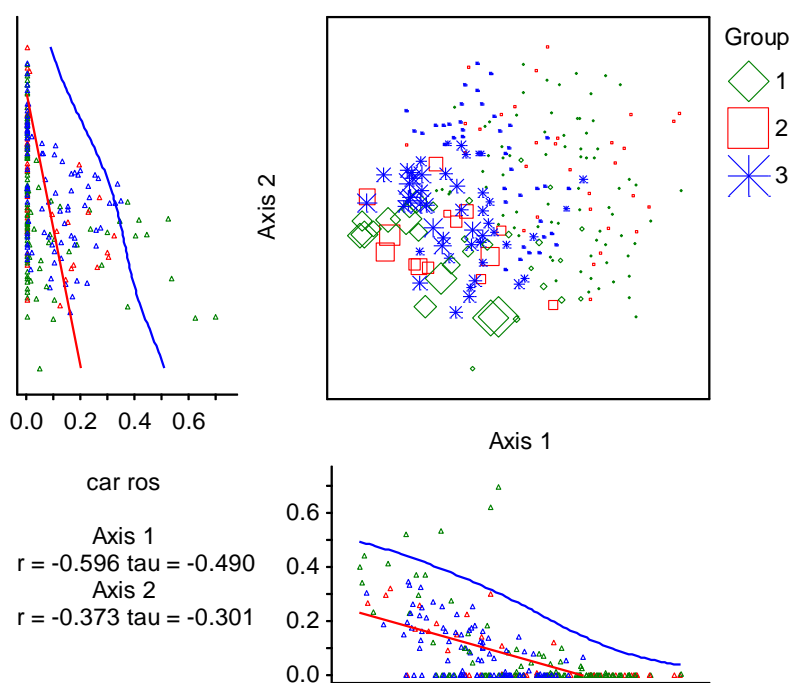 Group
1
2
3
Axis 2
0.0 0.2 0.4 0.6
Axis 1
car ros
Axis 1
r = -0.596 tau = -0.490
Axis 2
r = -0.373 tau = -0.301
0.6
0.4
0.2
0.0